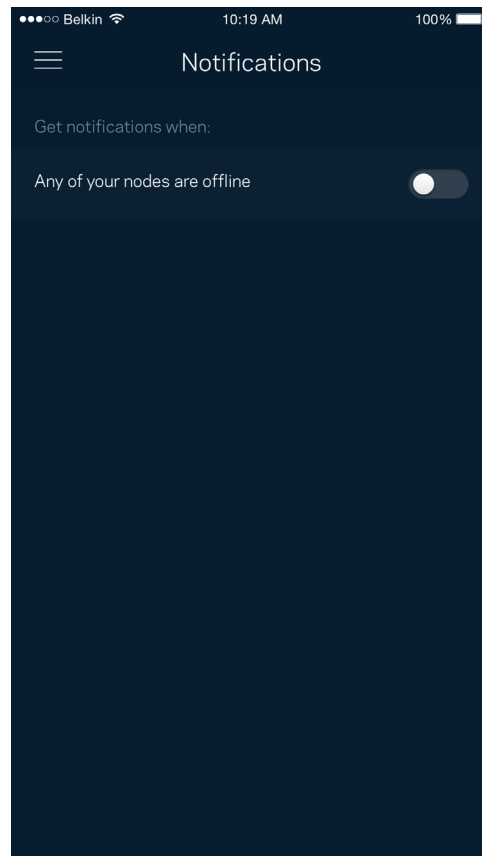 Belkin 10:19 AM 100%
Notifications
Get notifications when:
Any of your nodes are offline